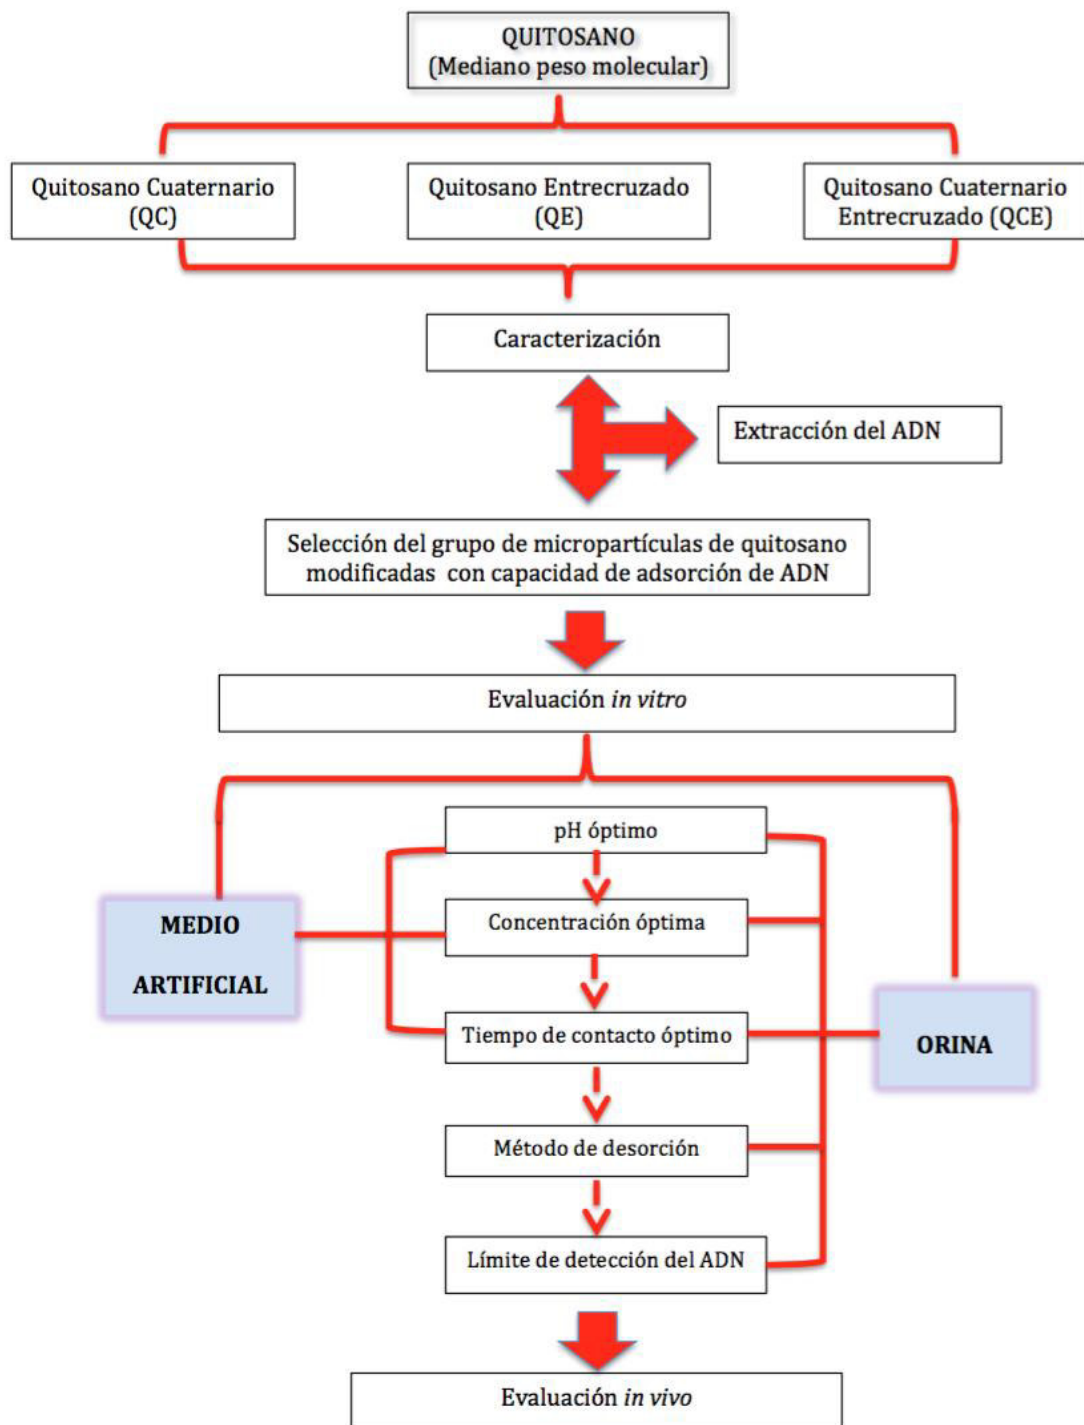 QUITOSANO
(Mediano peso molecular)
Quitosano Cuaternario
(QC)
Quitosano Entrecruzado
(QE)
Quitosano Cuaternario
Entrecruzado (QCE)
Caracterización
Extracción del ADN
Selección del grupo de micropartículas de quitosano
modificadas con capacidad de adsorción de ADN
Evaluación in vitro
pH óptimo
MEDIO
ARTIFICIAL
Concentración óptima
Tiempo de contacto óptimo
ORINA
Método de desorción
Límite de detección del ADN
Evaluación in vivo